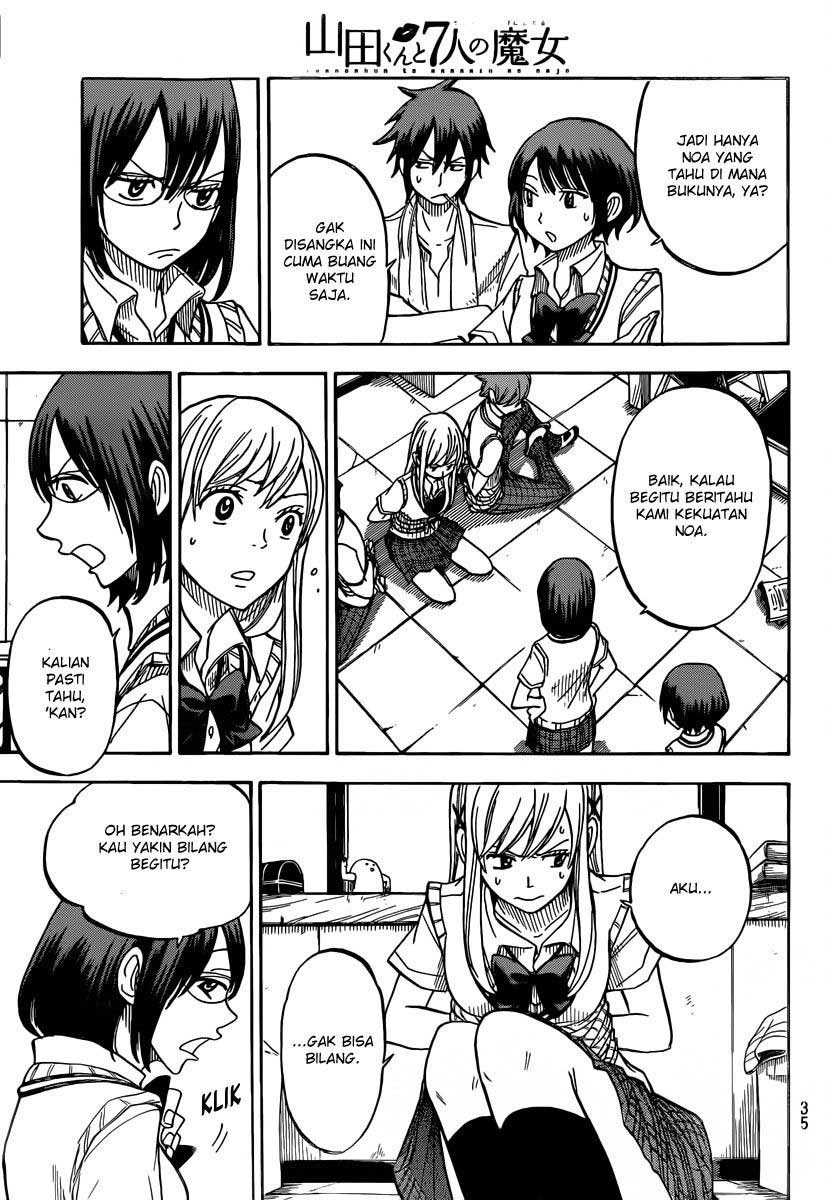 山田くんと7人の魔女
JADI HANYA
NOA YANG
TAHU DI MANA
BUKUNYA, YA?
GAK
DISANGKA INI
CUMA BUANG
WAKTU
SAJA.
BAIK, KALAU
BEGITU BERITAHU
KAMI KEKUATAN
NOA.
KALIAN
PASTI
TAHU,
'KAN?
AKU...
...GAK BISA
BILANG.
OH BENARKAH?
KAU YAKIN BILANG
BEGITU?
KLIK
35